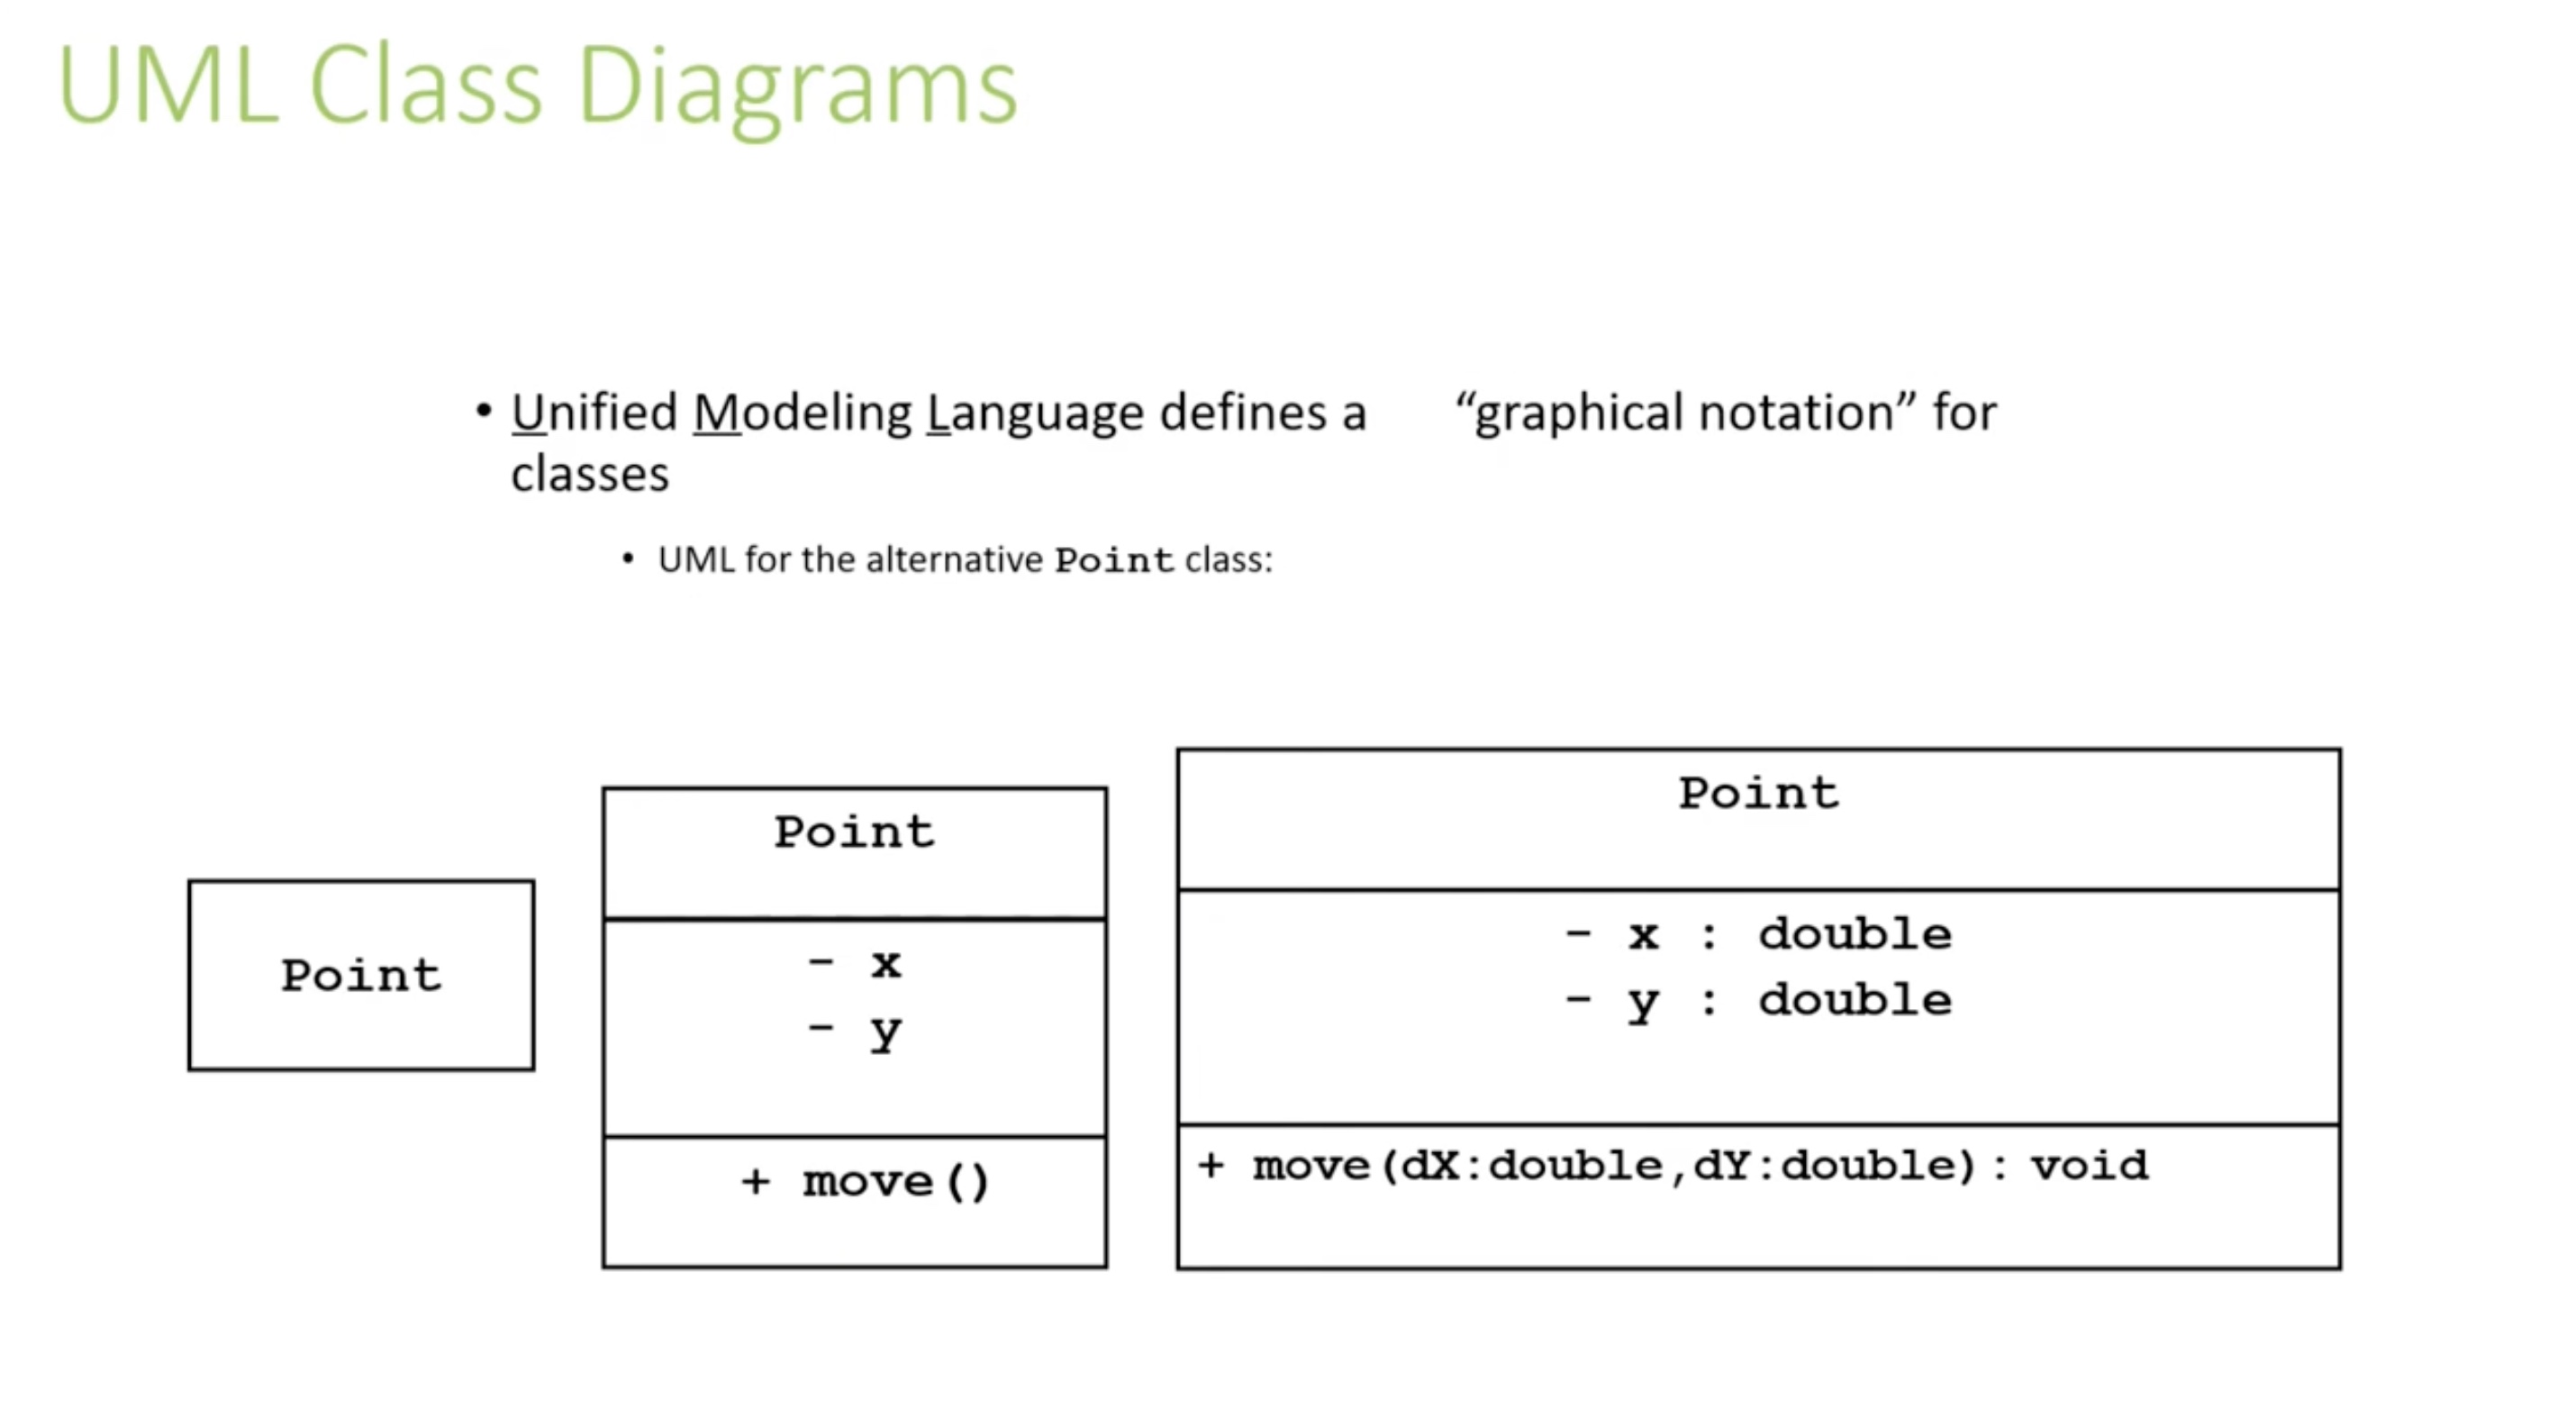 UML Class Diagrams
• Unified Modeling Language defines a “graphical notation” for
classes
• UML for the alternative Point class:
Point
Point
- x
- y
+ move()
Point
- x : double
- y : double
+ move(dX:double,dY:double): void